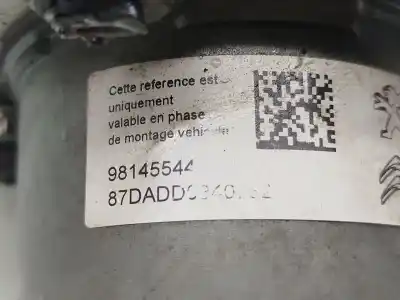 Cette reference est
uniquement
valable en phase
de montage vehicule
98145544